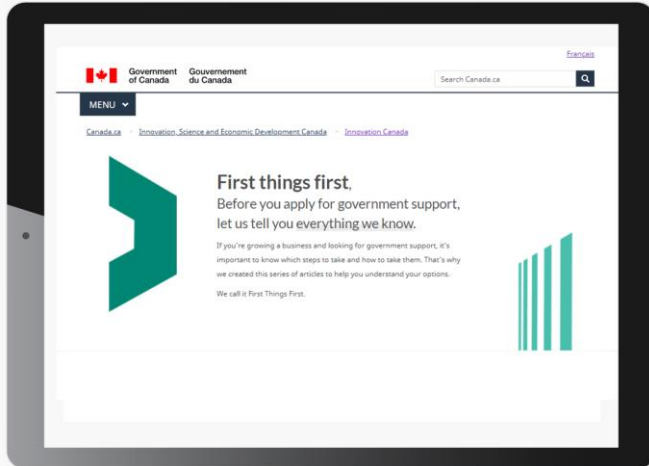 Français
Government Gouvernement
of Canada du Canada
Search Canada.ca
MENU
Canada.ca Innovation, Science and Economic Development Canada Innovation Canada
First things first,
Before you apply for government support,
let us tell you everything we know.
If you're growing a business and looking for government support, it's
important to know which steps to take and how to take them. That's why
we created this series of articles to help you understand your options.
We call it First Things First.